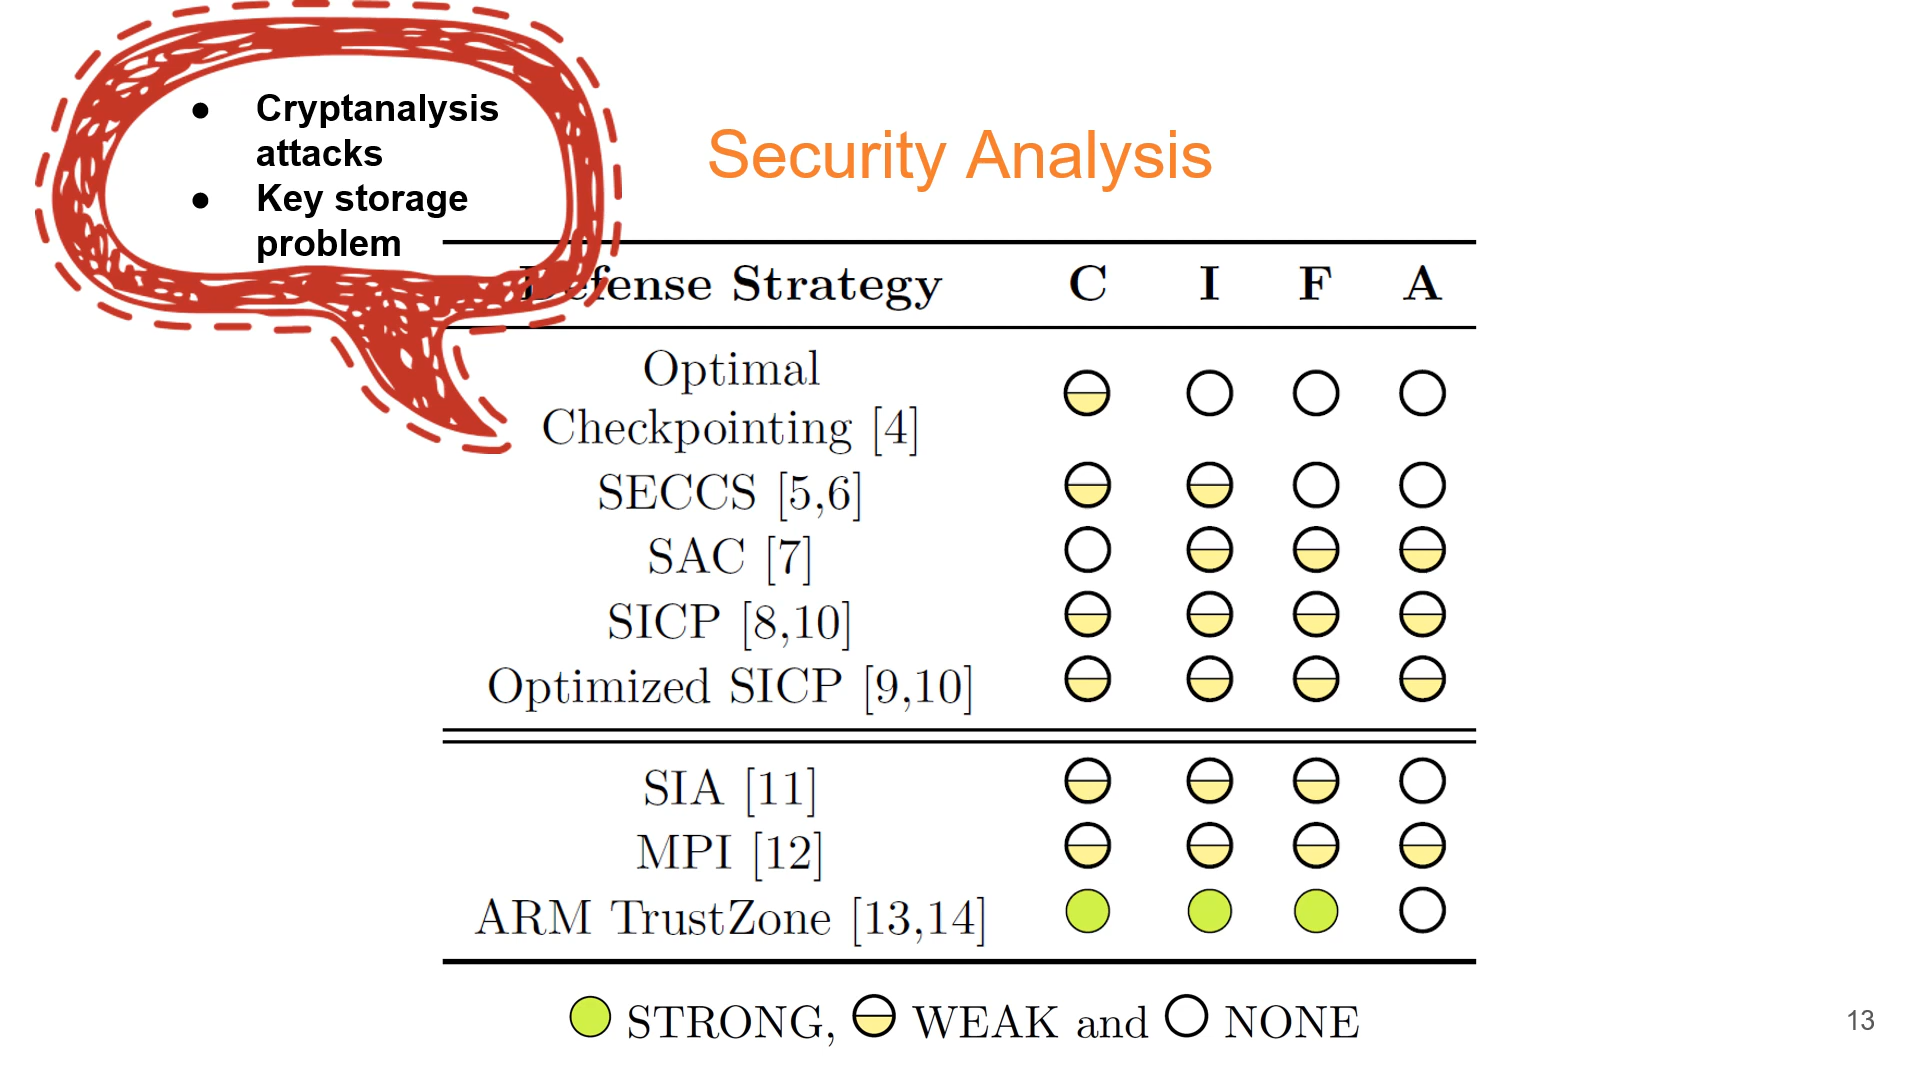 ● Cryptanalysis
attacks
● Key storage
problem
Security Analysis
Defense Strategy C I F A
Optimal
Checkpointing [4]
SECCS [5,6]
SAC [7]
SICP [8,10]
Optimized SICP [9,10]
SIA [11]
MPI [12]
ARM TrustZone [13,14]
STRONG, WEAK and NONE
13